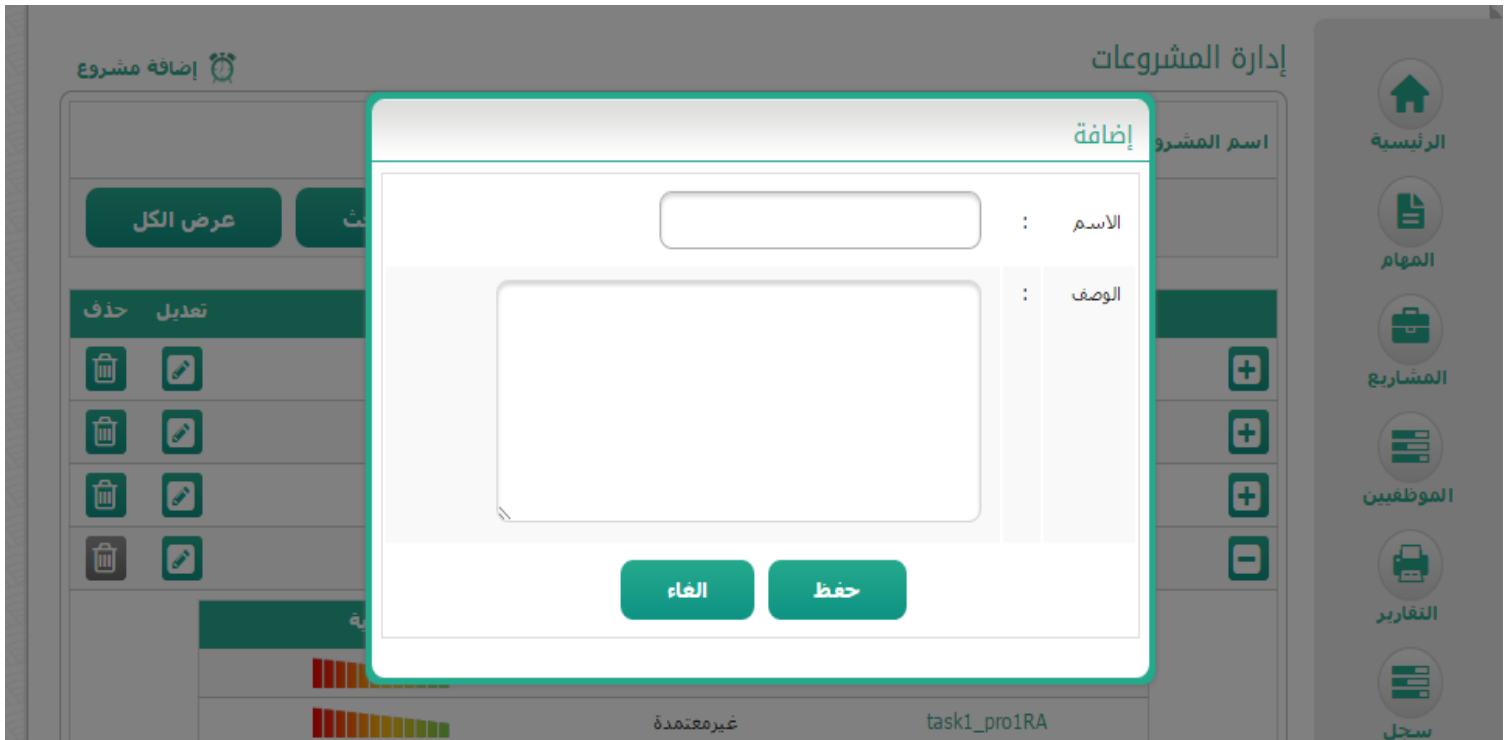 إدارة المشروعات
إضافة مشروع
اسم المشرو
عرض الكل
تعديل
حذف
إضافة
الاسم :
الوصف :
حفظ
الغاء
task1_pro1RA
غيرمعتمدة
الرئيسية
المهام
المشاريع
الموظفيين
التقارير
سجل